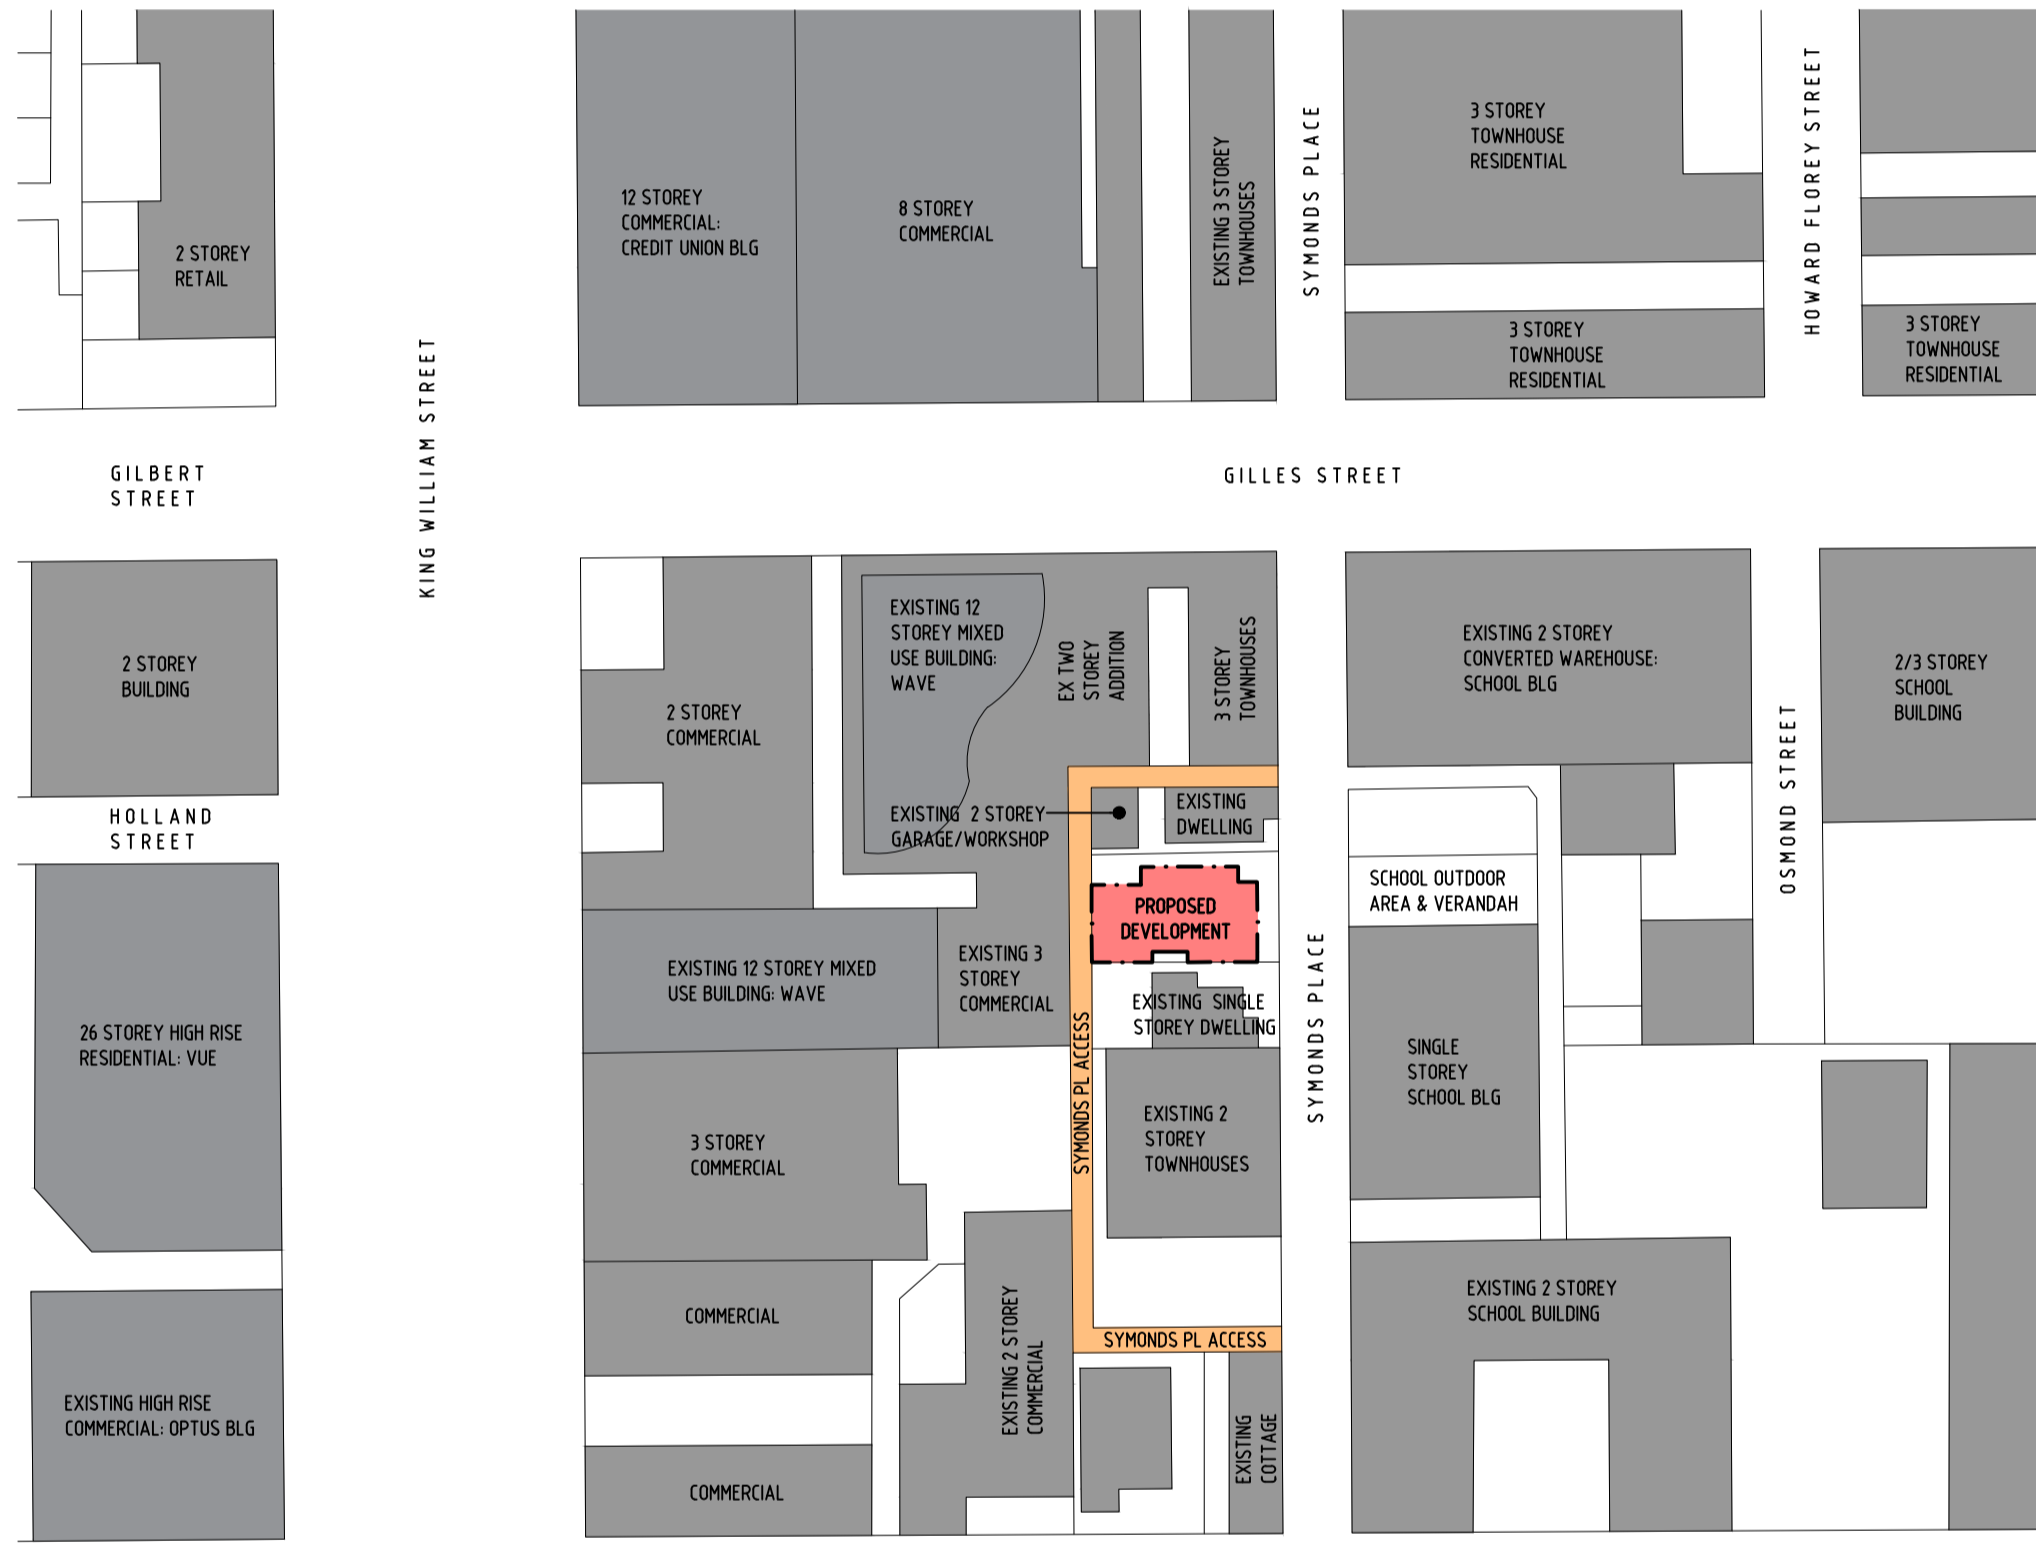 2 STOREY
RETAIL
12 STOREY
COMMERCIAL:
CREDIT UNION BLG
8 STOREY
COMMERCIAL
EXISTING 3 STOREY
TOWNHOUSES
SYMONDS PLACE
3 STOREY
TOWNHOUSE
RESIDENTIAL
HOWARD FLOREY STREET
3 STOREY
TOWNHOUSE
RESIDENTIAL
3 STOREY
TOWNHOUSE
RESIDENTIAL
GILBERT
STREET
KING WILLIAM STREET
GILLES STREET
2 STOREY
BUILDING
2 STOREY
COMMERCIAL
EXISTING 12
STOREY MIXED
USE BUILDING:
WAVE
EX TWO
STOREY
ADDITION
3 STOREY
TOWNHOUSES
EXISTING 2 STOREY
CONVERTED WAREHOUSE:
SCHOOL BLG
2/3 STOREY
SCHOOL
BUILDING
OSMOND STREET
HOLLAND
STREET
EXISTING 2 STOREY
GARAGE/WORKSHOP
EXISTING
DWELLING
SCHOOL OUTDOOR
AREA & VERANDAH
PROPOSED
DEVELOPMENT
EXISTING 12 STOREY MIXED
USE BUILDING: WAVE
EXISTING 3
STOREY
COMMERCIAL
EXISTING SINGLE
STOREY DWELLING
SYMONDS PLACE
26 STOREY HIGH RISE
RESIDENTIAL: VUE
SYMONDS PL ACCESS
SINGLE
STOREY
SCHOOL BLG
3 STOREY
COMMERCIAL
EXISTING 2
STOREY
TOWNHOUSES
COMMERCIAL
EXISTING 2 STOREY
COMMERCIAL
SYMONDS PL ACCESS
EXISTING 2 STOREY
SCHOOL BUILDING
EXISTING HIGH RISE
COMMERCIAL: OPTUS BLG
EXISTING
COTTAGE
COMMERCIAL